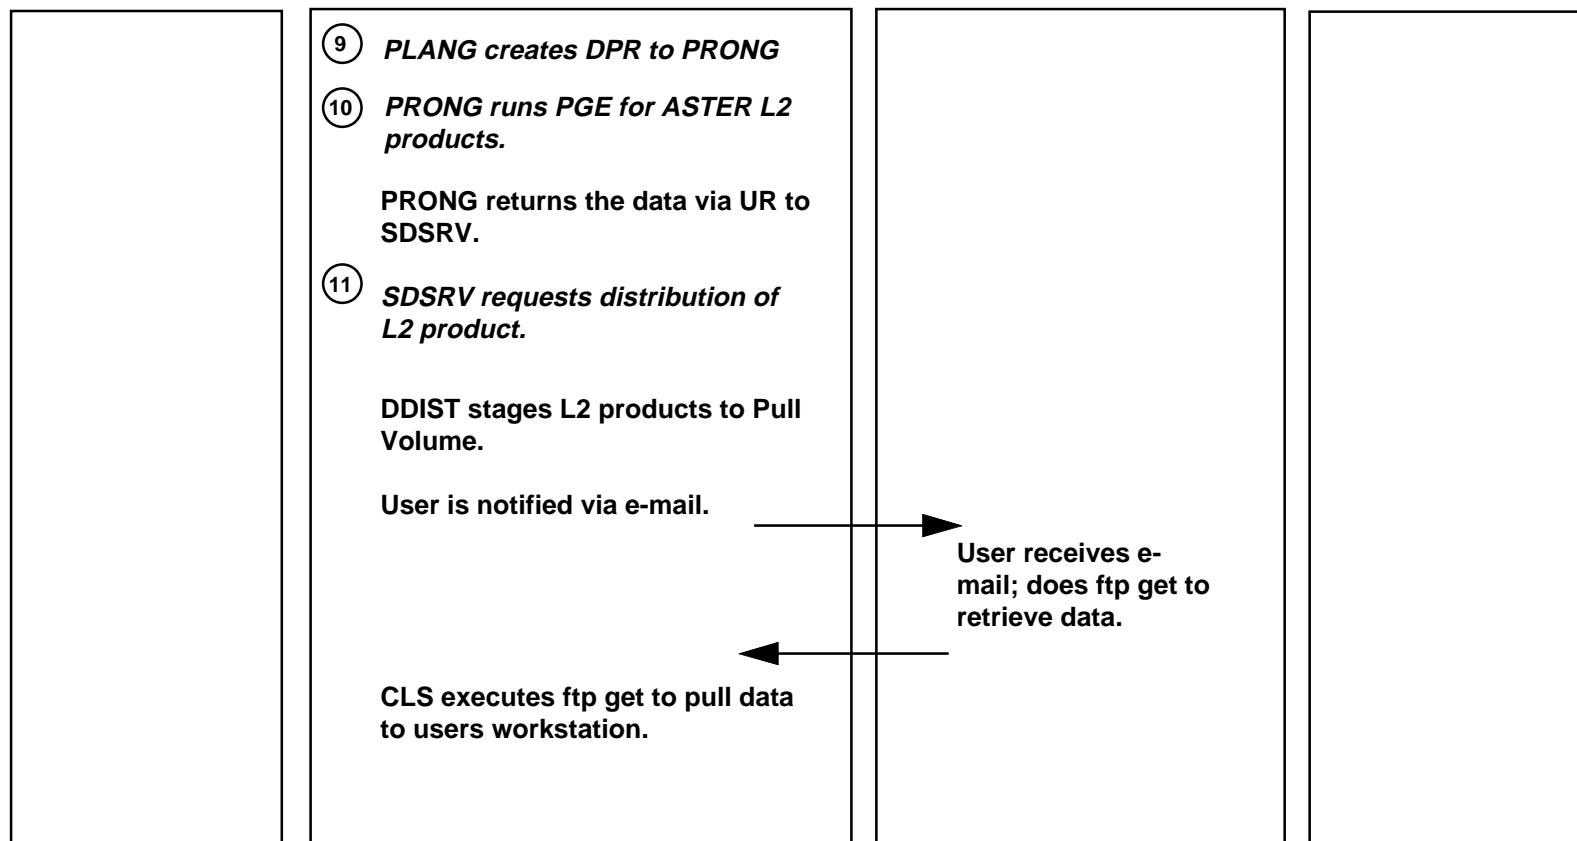 9 PLANG creates DPR to PRONG
10 PRONG runs PGE for ASTER L2
products.
PRONG returns the data via UR to
SDSRV.
11 SDSRV requests distribution of
L2 product.
DDIST stages L2 products to Pull
Volume.
User is notified via e-mail.
User receives e-
mail; does ftp get to
retrieve data.
CLS executes ftp get to pull data
to users workstation.